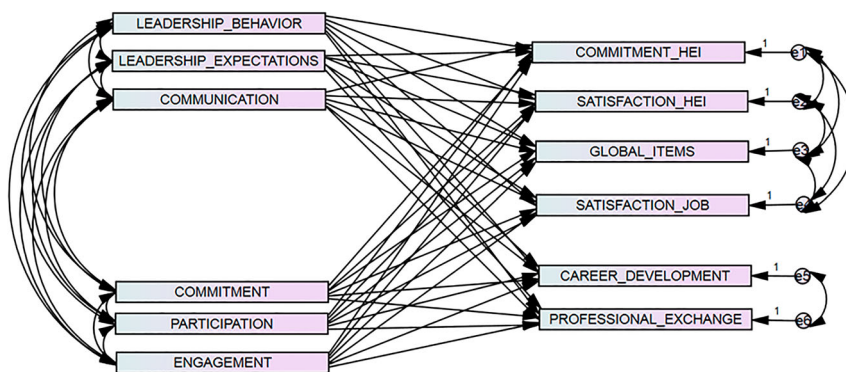 LEADERSHIP_BEHAVIOR
LEADERSHIP_EXPECTATIONS
COMMUNICATION
COMMITMENT
PARTICIPATION
ENGAGEMENT
COMMITMENT_HEI
1
e1
SATISFACTION_HEI
1
e2
GLOBAL_ITEMS
1
e3
SATISFACTION_JOB
1
CAREER_DEVELOPMENT
1
e5
PROFESSIONAL_EXCHANGE
1
e6